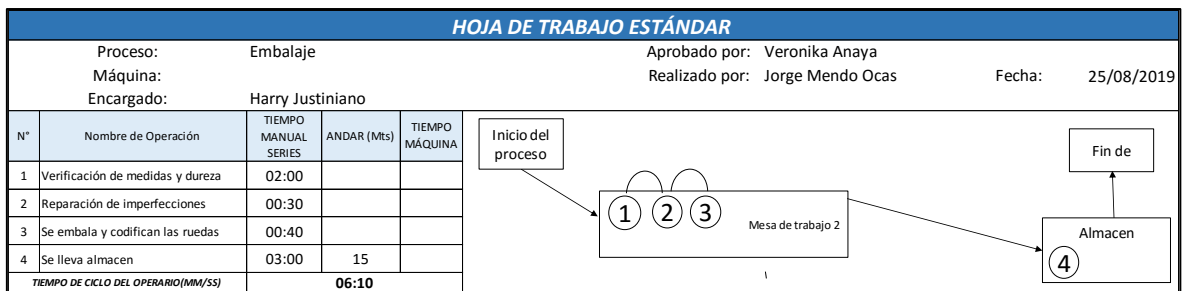 HOJA DE TRABAJO ESTÁNDAR
Proceso: Embalaje Aprobado por: Veronika Anaya
Máquina: Realizado por: Jorge Mendo Ocas Fecha: 25/08/2019
Encargado: Harry Justiniano
N° Nombre de Operación TIEMPO MANUAL SERIES ANDAR (Mts) TIEMPO MÁQUINA
1 Verificación de medidas y dureza 02:00
2 Reparación de imperfecciones 00:30
3 Se embala y codifican las ruedas 00:40
4 Se lleva almacen 03:00 15
TIEMPO DE CICLO DEL OPERARIO(MM/SS) 06:10
Inicio del
proceso
1 2 3
Mesa de trabajo 2
Fin de
Almacen
4